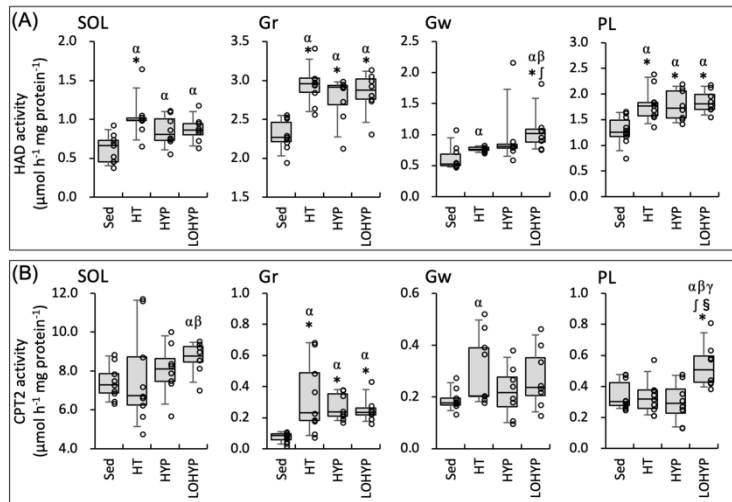 (A)
SOL
Gr
Gw
PL
HAD activity
(μmol h⁻¹ mg protein⁻¹)
2.0
1.5
1.0
0.5
0.0
α
*
α
α
Sed
HT
HYP
LOHYP
3.5
3.0
2.5
2.0
1.5
α
*
α
*
α
*
Sed
HT
HYP
LOHYP
2.5
2.0
1.5
1.0
0.5
0.0
α
αβ
* ∫
Sed
HT
HYP
LOHYP
3.0
2.5
2.0
1.5
1.0
0.5
0.0
α
*
α
*
α
*
Sed
HT
HYP
LOHYP
(B)
SOL
Gr
Gw
PL
CPT2 activity
(μmol h⁻¹ mg protein⁻¹)
12.0
10.0
8.0
6.0
4.0
αβ
Sed
HT
HYP
LOHYP
1.0
0.8
0.6
0.4
0.2
0.0
α
*
α
*
α
*
Sed
HT
HYP
LOHYP
0.6
0.4
0.2
0.0
α
Sed
HT
HYP
LOHYP
1.0
0.8
0.6
0.4
0.2
0.0
αβγ
∫ §
*
Sed
HT
HYP
LOHYP